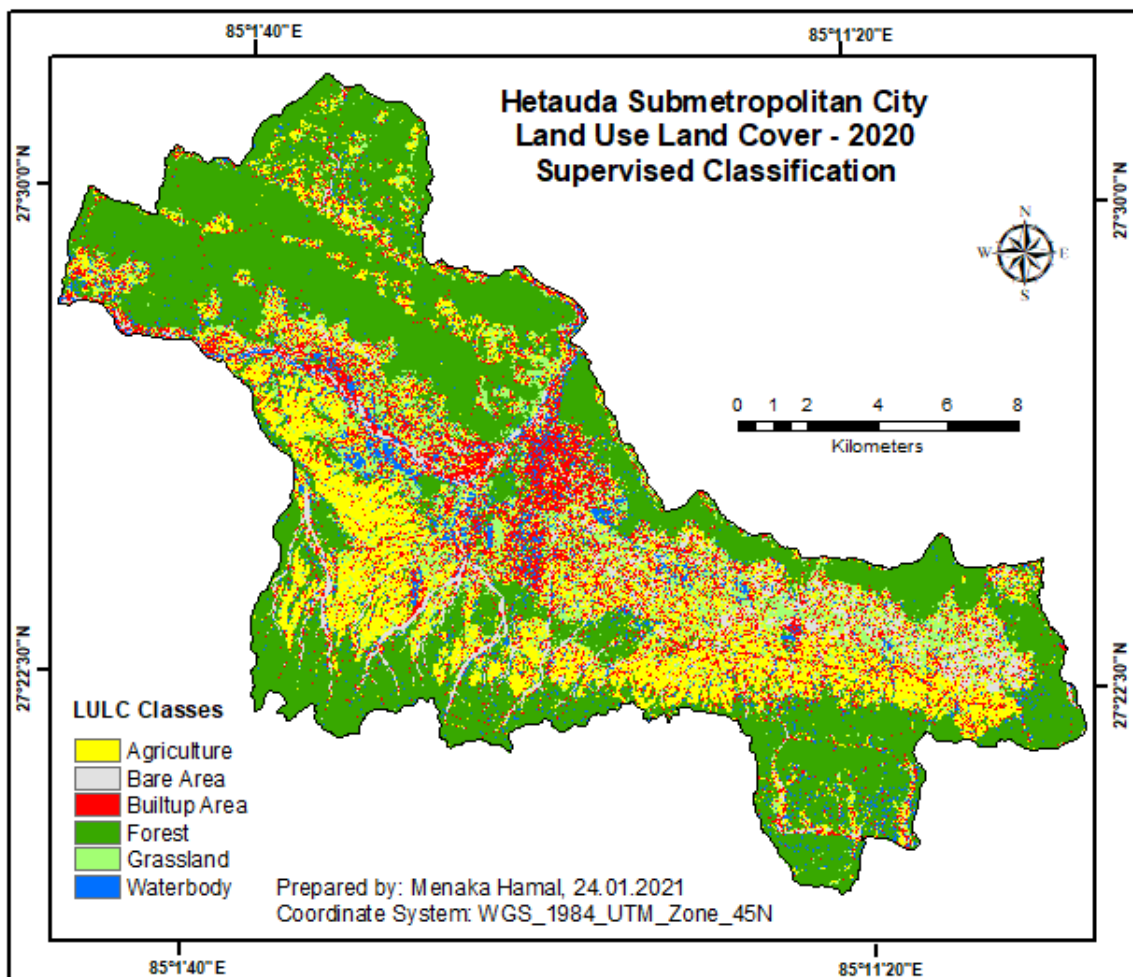 85°1'40"E
85°11'20"E
Hetauda Submetropolitan City
Land Use Land Cover - 2020
Supervised Classification
27°30'0"N
27°30'0"N
N
W
E
S
0 1 2 4 6 8
Kilometers
27°22'30"N
27°22'30"N
LULC Classes
Agriculture
Bare Area
Builtup Area
Forest
Grassland
Waterbody
Prepared by: Menaka Hamal, 24.01.2021
Coordinate System: WGS_1984_UTM_Zone_45N
85°1'40"E
85°11'20"E